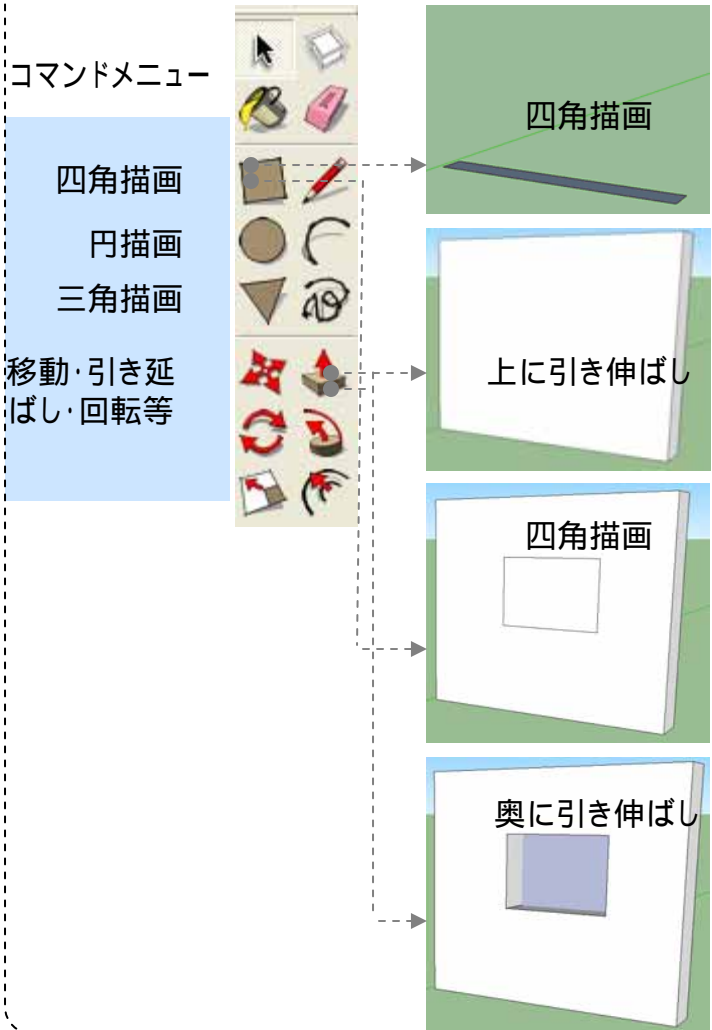 コマンドメニュー
四角描画
円描画
三角描画
移動・引き延
ばし・回転等
四角描画
上に引き伸ばし
四角描画
奥に引き伸ばし